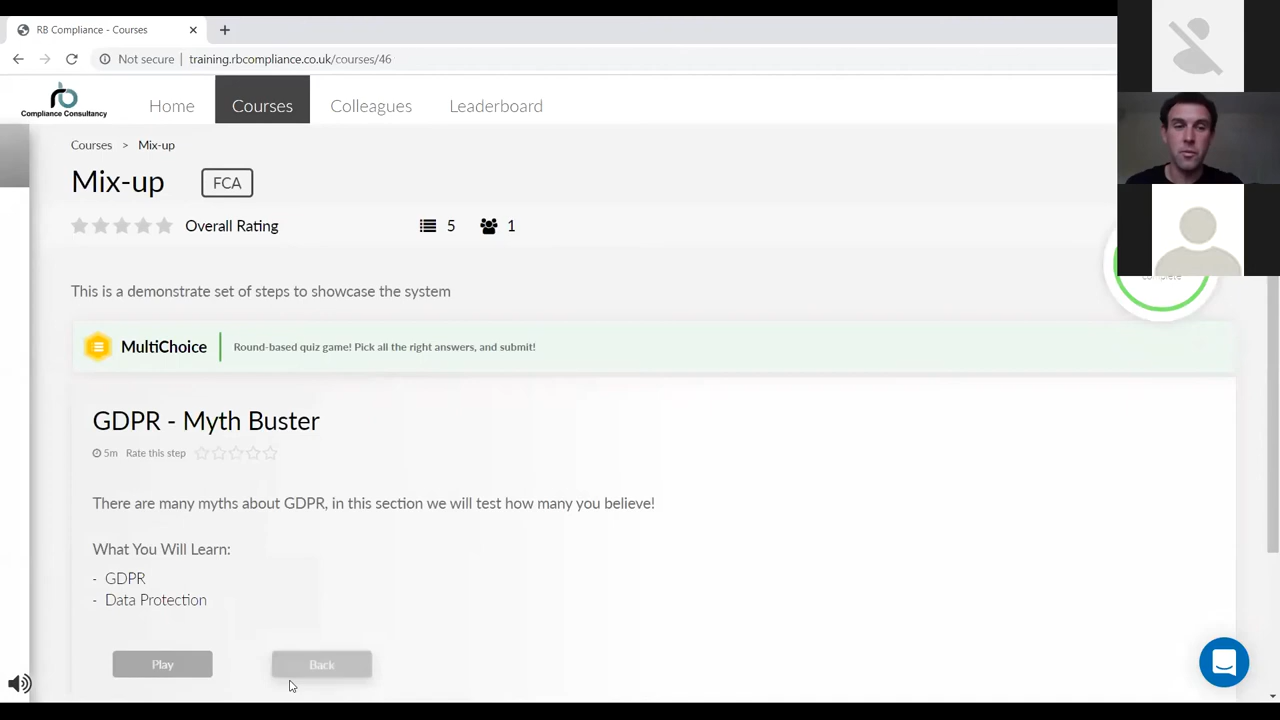 RB Compliance - Courses
Not secure
training.rbcompliance.co.uk/courses/46
rb
Compliance Consultancy
Home
Courses
Colleagues
Leaderboard
Courses > Mix-up
Mix-up
FCA
Overall Rating
5
1
This is a demonstrate set of steps to showcase the system
MultiChoice
Round-based quiz game! Pick all the right answers, and submit!
GDPR - Myth Buster
5m Rate this step
There are many myths about GDPR, in this section we will test how many you believe!
What You Will Learn:
- GDPR
- Data Protection
Play
Back